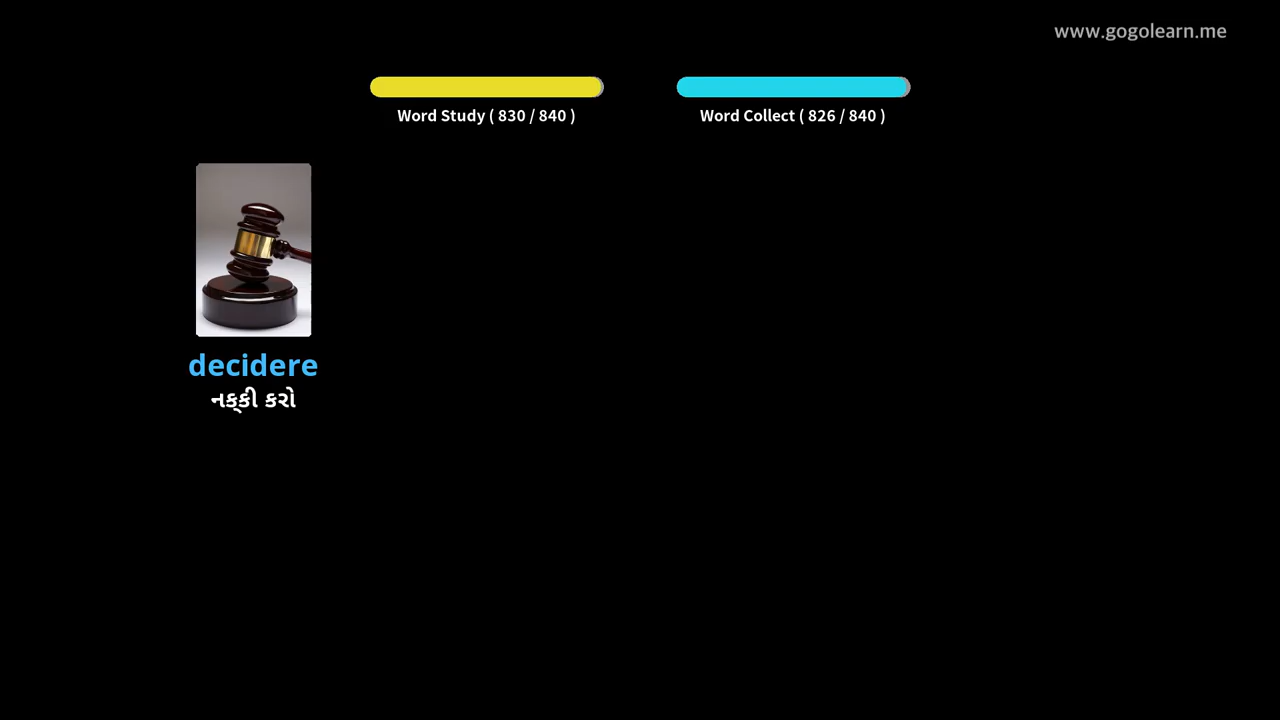 www.gogolearn.me
Word Study ( 830 / 840 )
Word Collect ( 826 / 840 )
decidere
નક્કી કરો